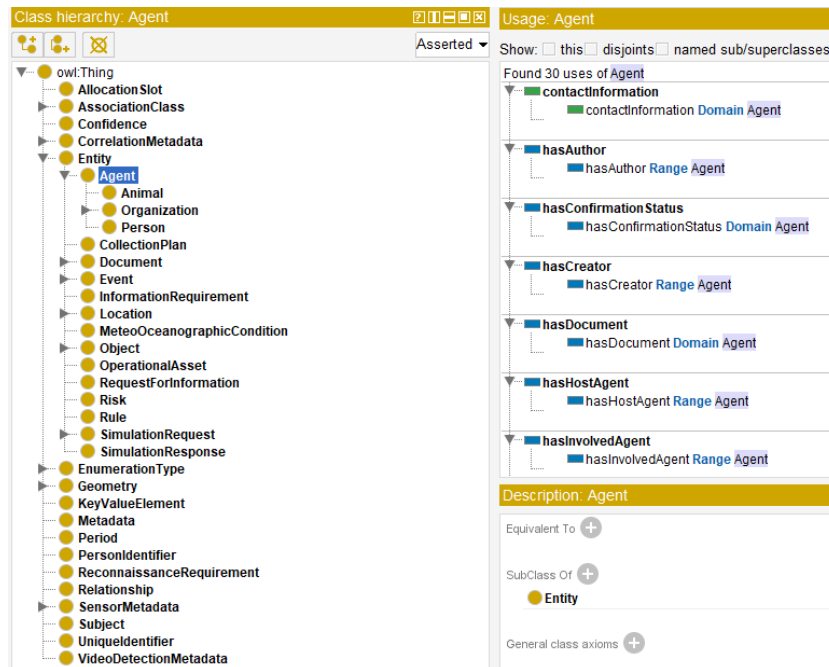 Class hierarchy: Agent
Asserted
owl:Thing
AllocationSlot
AssociationClass
Confidence
CorrelationMetadata
Entity
Agent
Animal
Organization
Person
CollectionPlan
Document
Event
InformationRequirement
Location
MeteoOceanographicCondition
Object
OperationalAsset
RequestForInformation
Risk
Rule
SimulationRequest
SimulationResponse
EnumerationType
Geometry
KeyValueElement
Metadata
Period
PersonIdentifier
ReconnaissanceRequirement
Relationship
SensorMetadata
Subject
UniqueIdentifier
VideoDetectionMetadata
Usage: Agent
Show: this disjoints named sub/superclasses
Found 30 uses of Agent
contactInformation
contactInformation Domain Agent
hasAuthor
hasAuthor Range Agent
hasConfirmationStatus
hasConfirmationStatus Domain Agent
hasCreator
hasCreator Range Agent
hasDocument
hasDocument Domain Agent
hasHostAgent
hasHostAgent Range Agent
hasInvolvedAgent
hasInvolvedAgent Range Agent
Description: Agent
Equivalent To
SubClass Of
Entity
General class axioms